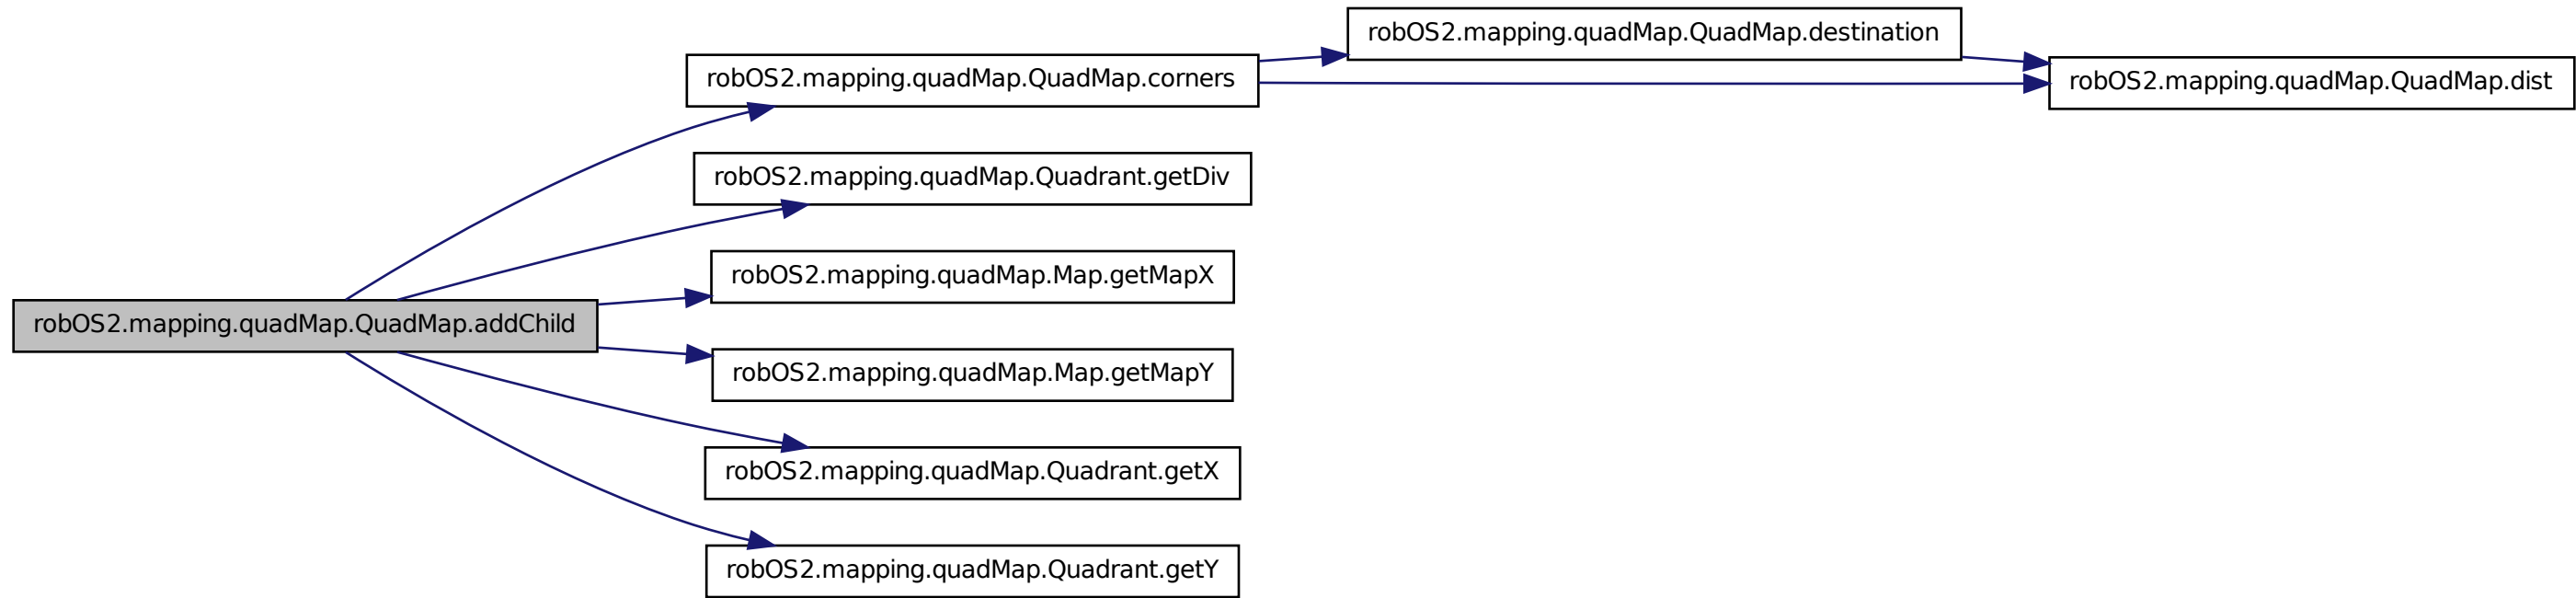 robOS2.mapping.quadMap.QuadMap.destination
robOS2.mapping.quadMap.QuadMap.corners
robOS2.mapping.quadMap.QuadMap.dist
robOS2.mapping.quadMap.Quadrant.getDiv
robOS2.mapping.quadMap.Map.getMapX
robOS2.mapping.quadMap.QuadMap.addChild
robOS2.mapping.quadMap.Map.getMapY
robOS2.mapping.quadMap.Quadrant.getX
robOS2.mapping.quadMap.Quadrant.getY